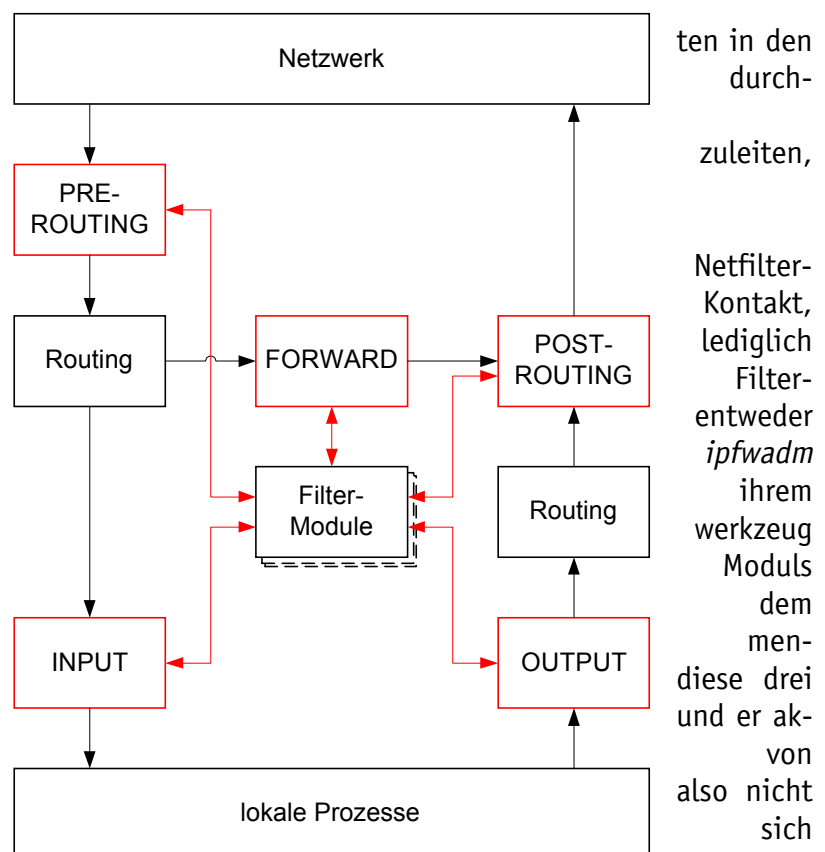 Netzwerk
PRE-
ROUTING
Routing
FORWARD
POST-
ROUTING
Filter-
Module
Routing
INPUT
OUTPUT
lokale Prozesse
ten in den
durch-
zuleiten,
Netfilter-
Kontakt,
lediglich
Filter-
entweder
ipfwadm
ihrem
werkzeug
Moduls
dem
men-
diese drei
und er ak-
von
also nicht
sich